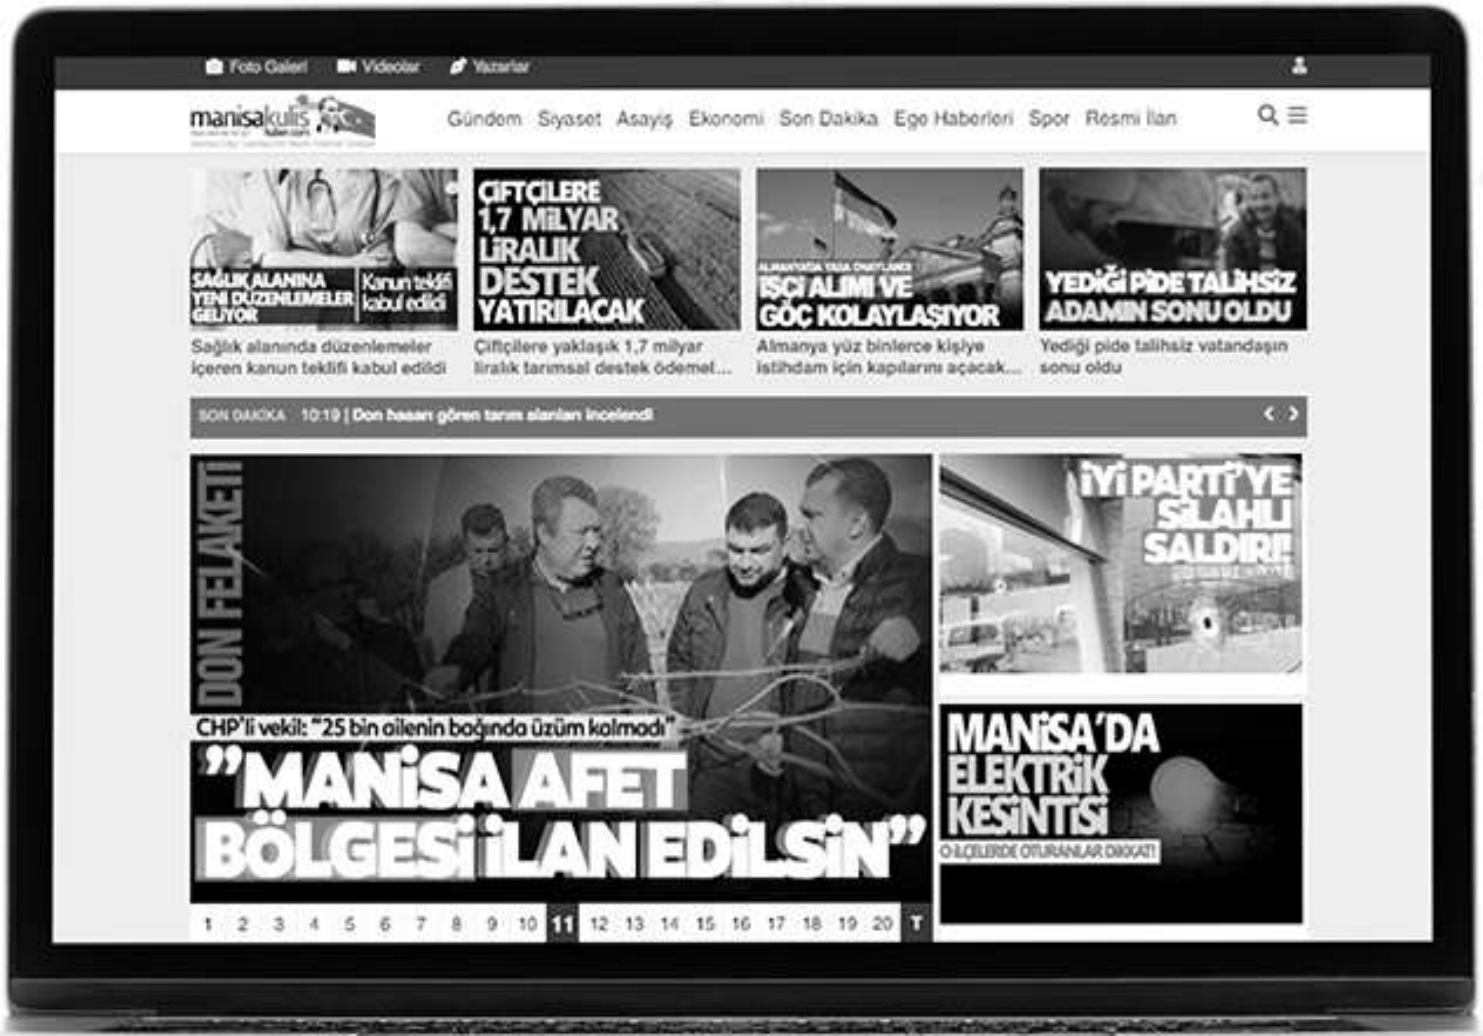 Foto Galeri Videolar Yazarlar
manisakulis
haber.com
Gündem Siyaset Asayiş Ekonomi Son Dakika Ege Haberleri Spor Resmi İlan
SAĞLIK ALANINA
YENİ DÜZENLEMELER
GELİYOR
Kanun teklifi
kabul edildi
Sağlık alanında düzenlemeler
içeren kanun teklifi kabul edildi
ÇİFTÇİLERE
1,7 MİLYAR
LİRALIK
DESTEK
YATIRILACAK
Çiftçilere yaklaşık 1,7 milyar
liralık tarımsal destek ödemel...
ALMANYA'DA YASA ONAYLANDI
İŞÇİ ALIMI VE
GÖÇ KOLAYLAŞIYOR
Almanya yüz binlerce kişiye
istihdam için kapılarını açacak...
YEDİĞİ PİDE TALİHSİZ
ADAMIN SONU OLDU
Yediği pide talihsiz vatandaşın
sonu oldu
SON DAKİKA 10:19 | Don hasarı gören tarım alanları incelendi
DON FELAKETİ
CHP'li vekil: "25 bin ailenin bağında üzüm kalmadı"
"MANİSA AFET
BÖLGESİ İLAN EDİLSİN"
1 2 3 4 5 6 7 8 9 10 11 12 13 14 15 16 17 18 19 20 T
İYİ PARTİ'YE
SİLAHLI
SALDIRI!
MANİSA'DA
ELEKTRİK
KESİNTİSİ
O İLÇELERDE OTURANLAR DİKKAT!